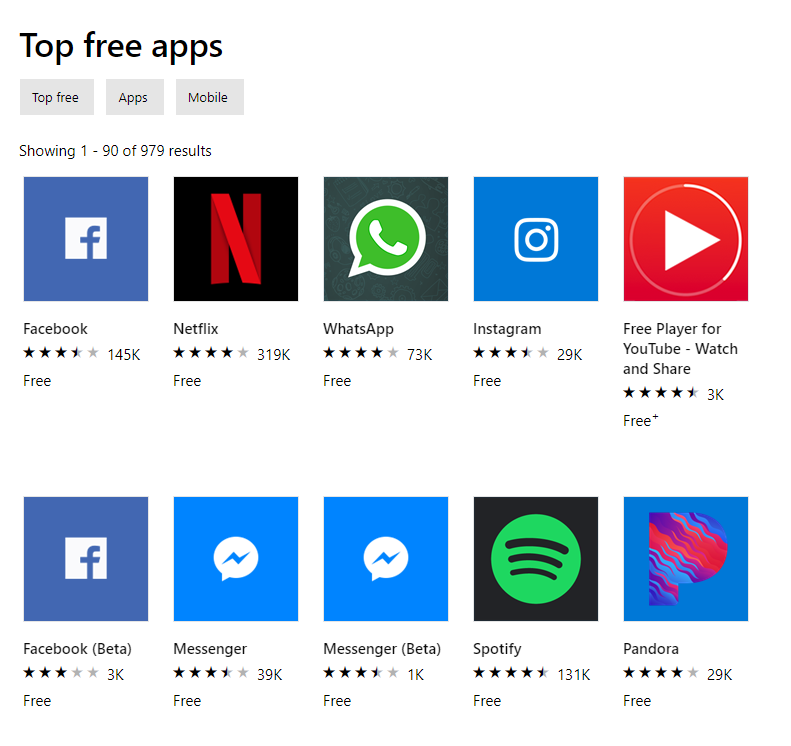 Top free apps
Top free Apps Mobile
Showing 1 - 90 of 979 results
Facebook Netflix WhatsApp Instagram Free Player for
YouTube - Watch
and Share
145K 319K 73K 29K 3K
Free Free Free Free Free+
Facebook (Beta) Messenger Messenger (Beta) Spotify Pandora
3K 39K 1K 131K 29K
Free Free Free Free Free